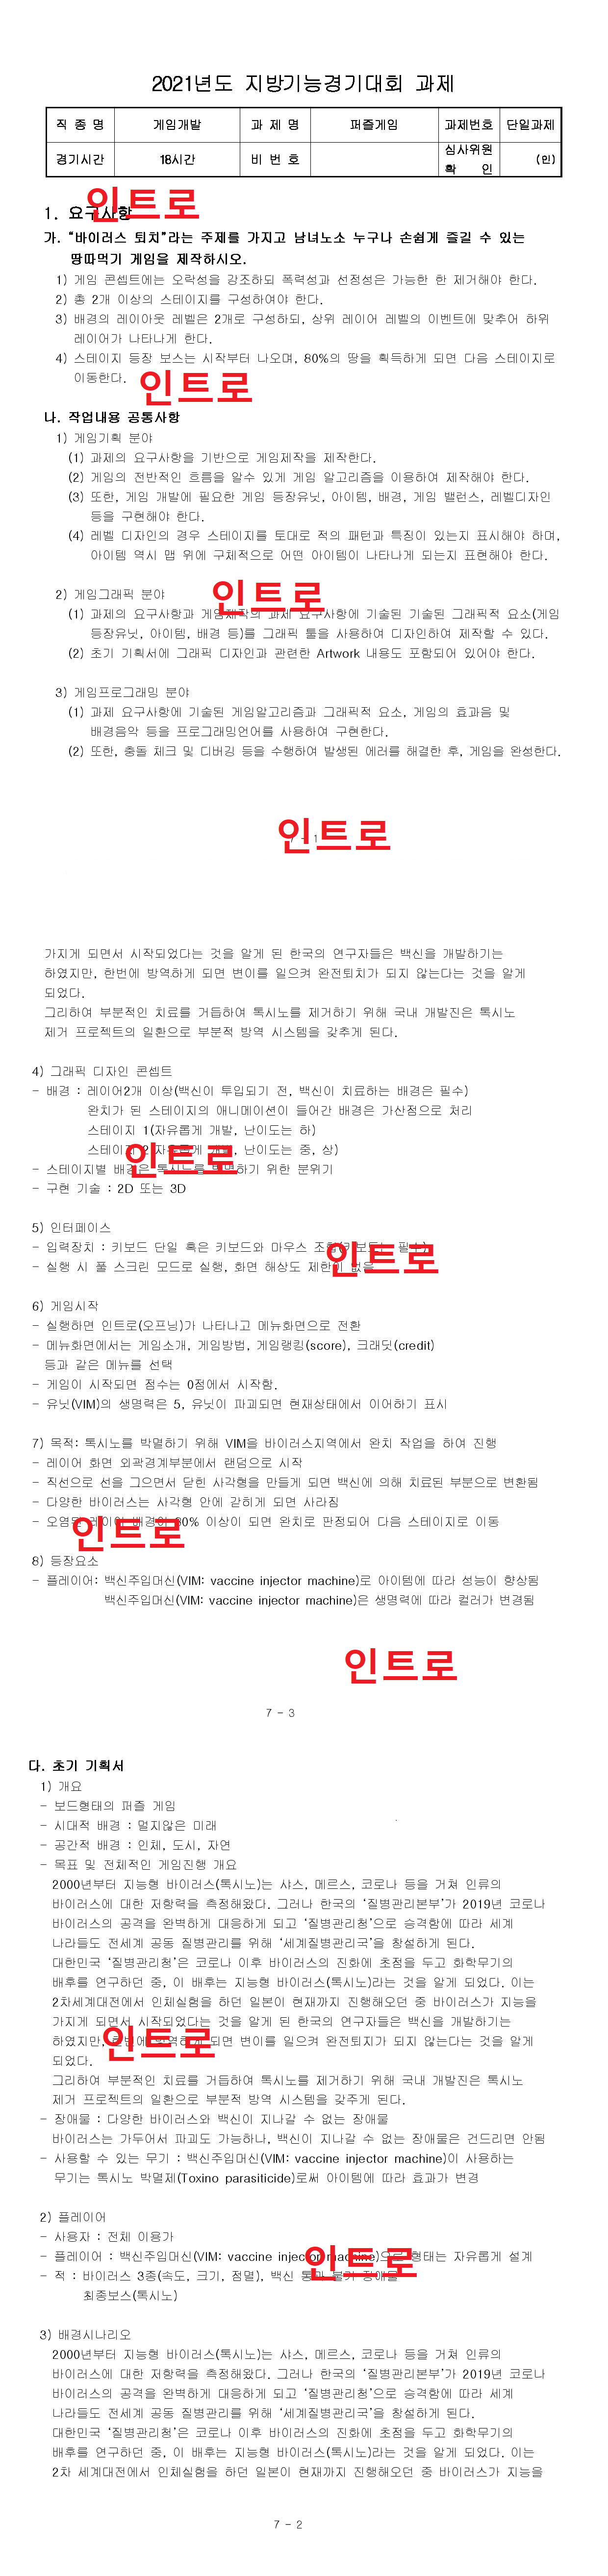 2021년도 지방기능경기대회 과제
직 종 명 게임개발 과 제 명 퍼즐게임 과제번호 단일과제
경기시간 18시간 비 번 호 심사위원 확 인 (인)
인트로
1. 요구사항
가. “바이러스 퇴치”라는 주제를 가지고 남녀노소 누구나 손쉽게 즐길 수 있는
땅따먹기 게임을 제작하시오.
1) 게임 콘셉트에는 오락성을 강조하되 폭력성과 선정성은 가능한 한 제거해야 한다.
2) 총 2개 이상의 스테이지를 구성하여야 한다.
3) 배경의 레이아웃 레벨은 2개로 구성하되, 상위 레이어 레벨의 이벤트에 맞추어 하위
레이어가 나타나게 한다.
4) 스테이지 등장 보스는 시작부터 나오며, 80%의 땅을 획득하게 되면 다음 스테이지로
이동한다.
인트로
나. 작업내용 공통사항
1) 게임기획 분야
(1) 과제의 요구사항을 기반으로 게임제작을 제작한다.
(2) 게임의 전반적인 흐름을 알수 있게 게임 알고리즘을 이용하여 제작해야 한다.
(3) 또한, 게임 개발에 필요한 게임 등장유닛, 아이템, 배경, 게임 밸런스, 레벨디자인
등을 구현해야 한다.
(4) 레벨 디자인의 경우 스테이지를 토대로 적의 패턴과 특징이 있는지 표시해야 하며,
아이템 역시 맵 위에 구체적으로 어떤 아이템이 나타나게 되는지 표현해야 한다.
2) 게임그래픽 분야
인트로
(1) 과제의 요구사항과 게임제작의 과제 요구사항에 기술된 기술된 그래픽적 요소(게임
등장유닛, 아이템, 배경 등)를 그래픽 툴을 사용하여 디자인하여 제작할 수 있다.
(2) 초기 기획서에 그래픽 디자인과 관련한 Artwork 내용도 포함되어 있어야 한다.
3) 게임프로그래밍 분야
(1) 과제 요구사항에 기술된 게임알고리즘과 그래픽적 요소, 게임의 효과음 및
배경음악 등을 프로그래밍언어를 사용하여 구현한다.
(2) 또한, 충돌 체크 및 디버깅 등을 수행하여 발생된 에러를 해결한 후, 게임을 완성한다.
인트로
7 - 1
가지게 되면서 시작되었다는 것을 알게 된 한국의 연구자들은 백신을 개발하기는
하였지만, 한번에 방역하게 되면 변이를 일으켜 완전퇴치가 되지 않는다는 것을 알게
되었다.
그리하여 부분적인 치료를 거듭하여 톡시노를 제거하기 위해 국내 개발진은 톡시노
제거 프로젝트의 일환으로 부분적 방역 시스템을 갖추게 된다.
4) 그래픽 디자인 콘셉트
- 배경 : 레이어2개 이상(백신이 투입되기 전, 백신이 치료하는 배경은 필수)
완치가 된 스테이지의 애니메이션이 들어간 배경은 가산점으로 처리
스테이지 1(자유롭게 개발, 난이도는 하)
스테이지 2(자유롭게 개발, 난이도는 중, 상)
인트로
- 스테이지별 배경은 톡시노를 박멸하기 위한 분위기
- 구현 기술 : 2D 또는 3D
5) 인터페이스
- 입력장치 : 키보드 단일 혹은 키보드와 마우스 조합(키보드는 필수)
인트로
- 실행 시 풀 스크린 모드로 실행, 화면 해상도 제한이 없음
6) 게임시작
- 실행하면 인트로(오프닝)가 나타나고 메뉴화면으로 전환
- 메뉴화면에서는 게임소개, 게임방법, 게임랭킹(score), 크래딧(credit)
등과 같은 메뉴를 선택
- 게임이 시작되면 점수는 0점에서 시작함.
- 유닛(VIM)의 생명력은 5, 유닛이 파괴되면 현재상태에서 이어하기 표시
7) 목적: 톡시노를 박멸하기 위해 VIM을 바이러스지역에서 완치 작업을 하여 진행
- 레이어 화면 외곽경계부분에서 랜덤으로 시작
- 직선으로 선을 그으면서 닫힌 사각형을 만들게 되면 백신에 의해 치료된 부분으로 변환됨
- 다양한 바이러스는 사각형 안에 갇히게 되면 사라짐
- 오염된 레이어 배경이 80% 이상이 되면 완치로 판정되어 다음 스테이지로 이동
인트로
8) 등장요소
- 플레이어: 백신주입머신(VIM: vaccine injector machine)로 아이템에 따라 성능이 향상됨
백신주입머신(VIM: vaccine injector machine)은 생명력에 따라 컬러가 변경됨
인트로
7 - 3
다. 초기 기획서
1) 개요
- 보드형태의 퍼즐 게임
- 시대적 배경 : 멀지않은 미래
- 공간적 배경 : 인체, 도시, 자연
- 목표 및 전체적인 게임진행 개요
2000년부터 지능형 바이러스(톡시노)는 샤스, 메르스, 코로나 등을 거쳐 인류의
바이러스에 대한 저항력을 측정해왔다. 그러나 한국의 ‘질병관리본부’가 2019년 코로나
바이러스의 공격을 완벽하게 대응하게 되고 ‘질병관리청’으로 승격함에 따라 세계
나라들도 전세계 공동 질병관리를 위해 ‘세계질병관리국’을 창설하게 된다.
대한민국 ‘질병관리청’은 코로나 이후 바이러스의 진화에 초점을 두고 화학무기의
배후를 연구하던 중, 이 배후는 지능형 바이러스(톡시노)라는 것을 알게 되었다. 이는
2차세계대전에서 인체실험을 하던 일본이 현재까지 진행해오던 중 바이러스가 지능을
가지게 되면서 시작되었다는 것을 알게 된 한국의 연구자들은 백신을 개발하기는
인트로
하였지만, 한번에 방역하게 되면 변이를 일으켜 완전퇴치가 되지 않는다는 것을 알게
되었다.
그리하여 부분적인 치료를 거듭하여 톡시노를 제거하기 위해 국내 개발진은 톡시노
제거 프로젝트의 일환으로 부분적 방역 시스템을 갖추게 된다.
- 장애물 : 다양한 바이러스와 백신이 지나갈 수 없는 장애물
바이러스는 가두어서 파괴도 가능하나, 백신이 지나갈 수 없는 장애물은 건드리면 안됨
- 사용할 수 있는 무기 : 백신주입머신(VIM: vaccine injector machine)이 사용하는
무기는 톡시노 박멸제(Toxino parasiticide)로써 아이템에 따라 효과가 변경
2) 플레이어
- 사용자 : 전체 이용가
- 플레이어 : 백신주입머신(VIM: vaccine injector machine)으로 형태는 자유롭게 설계
인트로
- 적 : 바이러스 3종(속도, 크기, 점멸), 백신 통과 불가 장애물
최종보스(톡시노)
3) 배경시나리오
2000년부터 지능형 바이러스(톡시노)는 샤스, 메르스, 코로나 등을 거쳐 인류의
바이러스에 대한 저항력을 측정해왔다. 그러나 한국의 ‘질병관리본부’가 2019년 코로나
바이러스의 공격을 완벽하게 대응하게 되고 ‘질병관리청’으로 승격함에 따라 세계
나라들도 전세계 공동 질병관리를 위해 ‘세계질병관리국’을 창설하게 된다.
대한민국 ‘질병관리청’은 코로나 이후 바이러스의 진화에 초점을 두고 화학무기의
배후를 연구하던 중, 이 배후는 지능형 바이러스(톡시노)라는 것을 알게 되었다. 이는
2차 세계대전에서 인체실험을 하던 일본이 현재까지 진행해오던 중 바이러스가 지능을
7 - 2